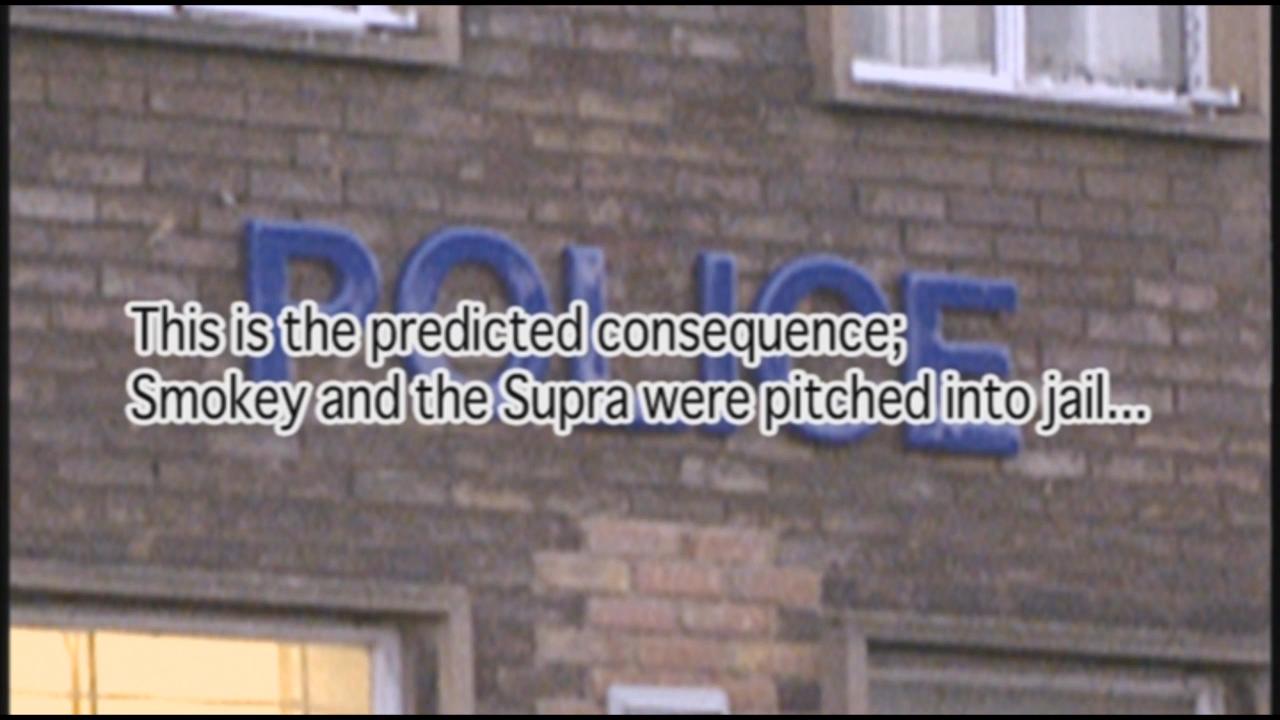 POLICE
This is the predicted consequence;
Smokey and the Supra were pitched into jail...